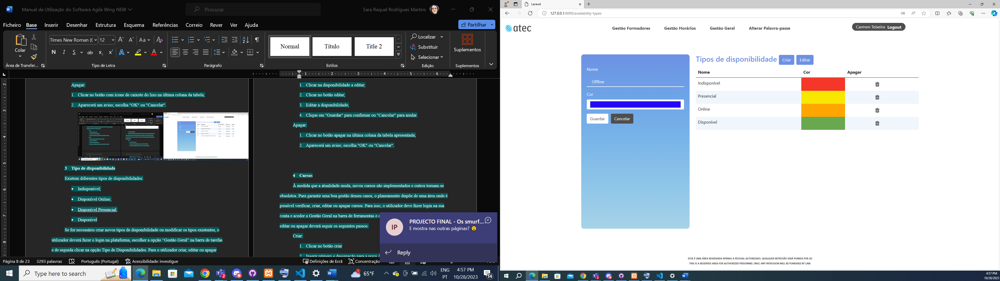 Manual de Utilização do Software Agile Wing NEW
Procurar
Sara Raquel Rodrigues Martins
Ficheiro Base Inserir Desenhar Estrutura Esquema Referências Correio Rever Ver Ajuda
Partilhar
Colar
Times New Roman (C 12
Normal
Título
Title 2
Localizar
Substituir
Selecionar
Suplementos
Área de Transfer...
Tipo de Letra
Parágrafo
Estilos
Edição
Suplementos
Apagar:
1. Clicar no botão com ícone de caixote do lixo na última coluna da tabela;
2. Aparecerá um aviso; escolha "OK" ou "Cancelar".
3 Tipo de disponibilidade
Existem diferentes tipos de disponibilidades:
• Indisponível;
• Disponível Online;
• Disponível Presencial;
• Disponível
Se for necessário criar novos tipos de disponibilidade ou modificar os tipos existentes, o
utilizador deverá fazer o login na plataforma, escolher a opção “Gestão Geral” na barra de tarefas
e de seguida clicar na opção Tipo de Disponibilidades. Para o utilizador criar, editar ou apagar
1. Clicar na disponibilidade a editar;
2. Clicar no botão editar;
3. Editar a disponibilidade;
4. Clique em "Guardar" para confirmar ou "Cancelar" para anular.
Apagar:
1. Clicar no botão apagar na última coluna da tabela apresentada;
2. Aparecerá um aviso; escolha "OK" ou "Cancelar".
4 Cursos
À medida que a atualidade muda, novos cursos são implementados e outros tornam-se
obsoletos. Para garantir uma boa gestão desses casos, o planeamento dispõe de uma área onde é
possível verificar, criar, editar ou apagar cursos. Para isso, o utilizador deve fazer login na sua
conta e aceder a Gestão Geral na barra de ferramentas e e
editar ou apagar deverá seguir os seguintes passos:
Criar:
1. Clicar no botão criar
2. Inserir número e designação para a nova
IP
PROJECTO FINAL - Os smurf...
E mostra nas outras páginas? 😮
Reply
Página 8 de 23 3293 palavras Português (Portugal) Acessibilidade: investigue
Definições de Ecrã Concentração
Type here to search
65°F
ENG
PT
4:57 PM
10/28/2023
14
Laravel
127.0.0.1:8000/availability-types
atec
Gestão Formadores Gestão Horários Gestão Geral Alterar Palavra-passe
Carmen Teixeira Logout
Nome
Offline
Cor
Guardar Cancelar
Tipos de disponibilidade Criar Editar
Nome Cor Apagar
Indisponível
Presencial
Online
Disponível
ESTA É UMA ÁREA RESERVADA APENAS A PESSOAL AUTORIZADO, QUALQUER INTRUSÃO SERÁ PUNIDA POR LEI
THIS IS A RESERVED AREA FOR AUTHORIZED PERSONNEL ONLY, ANY INTRUSION WILL BE PUNISHED BY LAW.
4:57 PM
10/28/2023